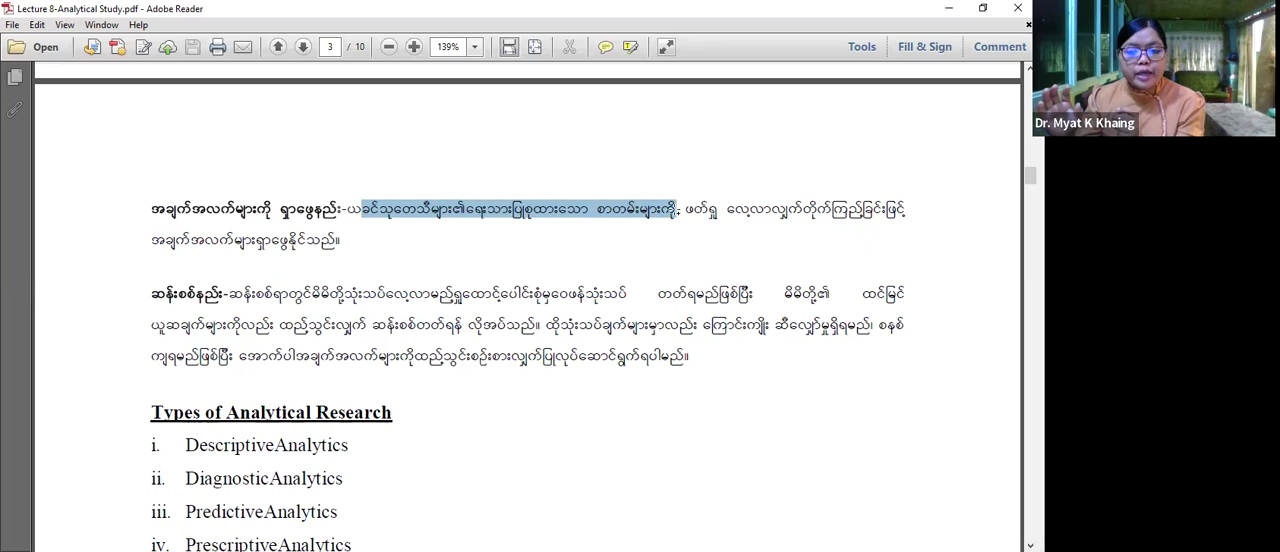 Lecture 8-Analytical Study.pdf - Adobe Reader
File Edit View Window Help
Open 3 / 10 139% Tools Fill & Sign Comment
Dr. Myat K Khaing
အချက်အလက်များကို ရှာဖွေနည်း-ယခင်သုတေသီများ၏ရေးသားပြုစုထားသော စာတမ်းများကို ဖတ်ရှု လေ့လာလျှက်တိုက်ကြည့်ခြင်းဖြင့်
အချက်အလက်များရှာဖွေနိုင်သည်။
ဆန်းစစ်နည်း-ဆန်းစစ်ရာတွင်မိမိတို့သုံးသပ်လေ့လာမည့်ရှုထောင့်ပေါင်းစုံမှဝေဖန်သုံးသပ် တတ်ရမည်ဖြစ်ပြီး မိမိတို့၏ ထင်မြင်
ယူဆချက်များကိုလည်း ထည့်သွင်းလျှက် ဆန်းစစ်တတ်ရန် လိုအပ်သည်။ ထိုသုံးသပ်ချက်များမှာလည်း ကြောင်းကျိုး ဆီလျှော်မှုရှိရမည်၊ စနစ်
ကျရမည်ဖြစ်ပြီး အောက်ပါအချက်အလက်များကိုထည့်သွင်းစဉ်းစားလျှက်ပြုလုပ်ဆောင်ရွက်ရပါမည်။
Types of Analytical Research
i. DescriptiveAnalytics
ii. DiagnosticAnalytics
iii. PredictiveAnalytics
iv. PrescriptiveAnalytics